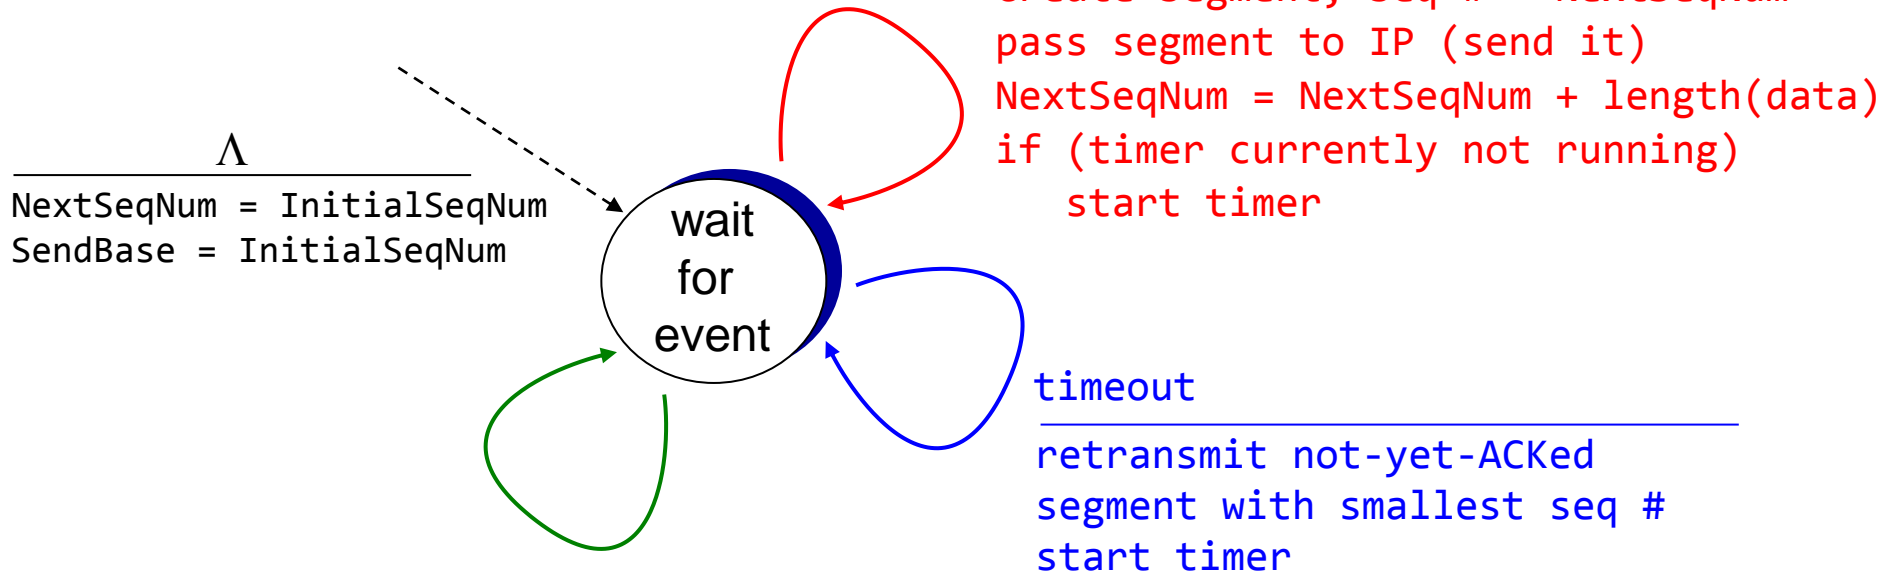 pass segment to IP (send it)
NextSeqNum = NextSeqNum + length(data)
if (timer currently not running)
start timer
Λ
NextSeqNum = InitialSeqNum
SendBase = InitialSeqNum
wait
for
event
timeout
retransmit not-yet-ACKed
segment with smallest seq #
start timer